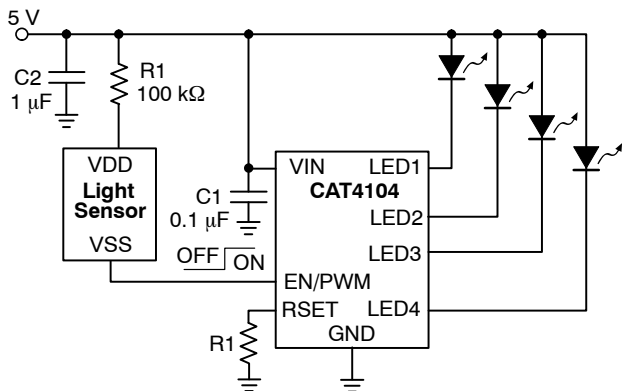 5 V
C2
1 μF
R1
100 kΩ
VDD
Light
Sensor
VSS
C1
0.1 μF
OFF
ON
VIN
LED1
CAT4104
LED2
LED3
EN/PWM
RSET
LED4
GND
R1